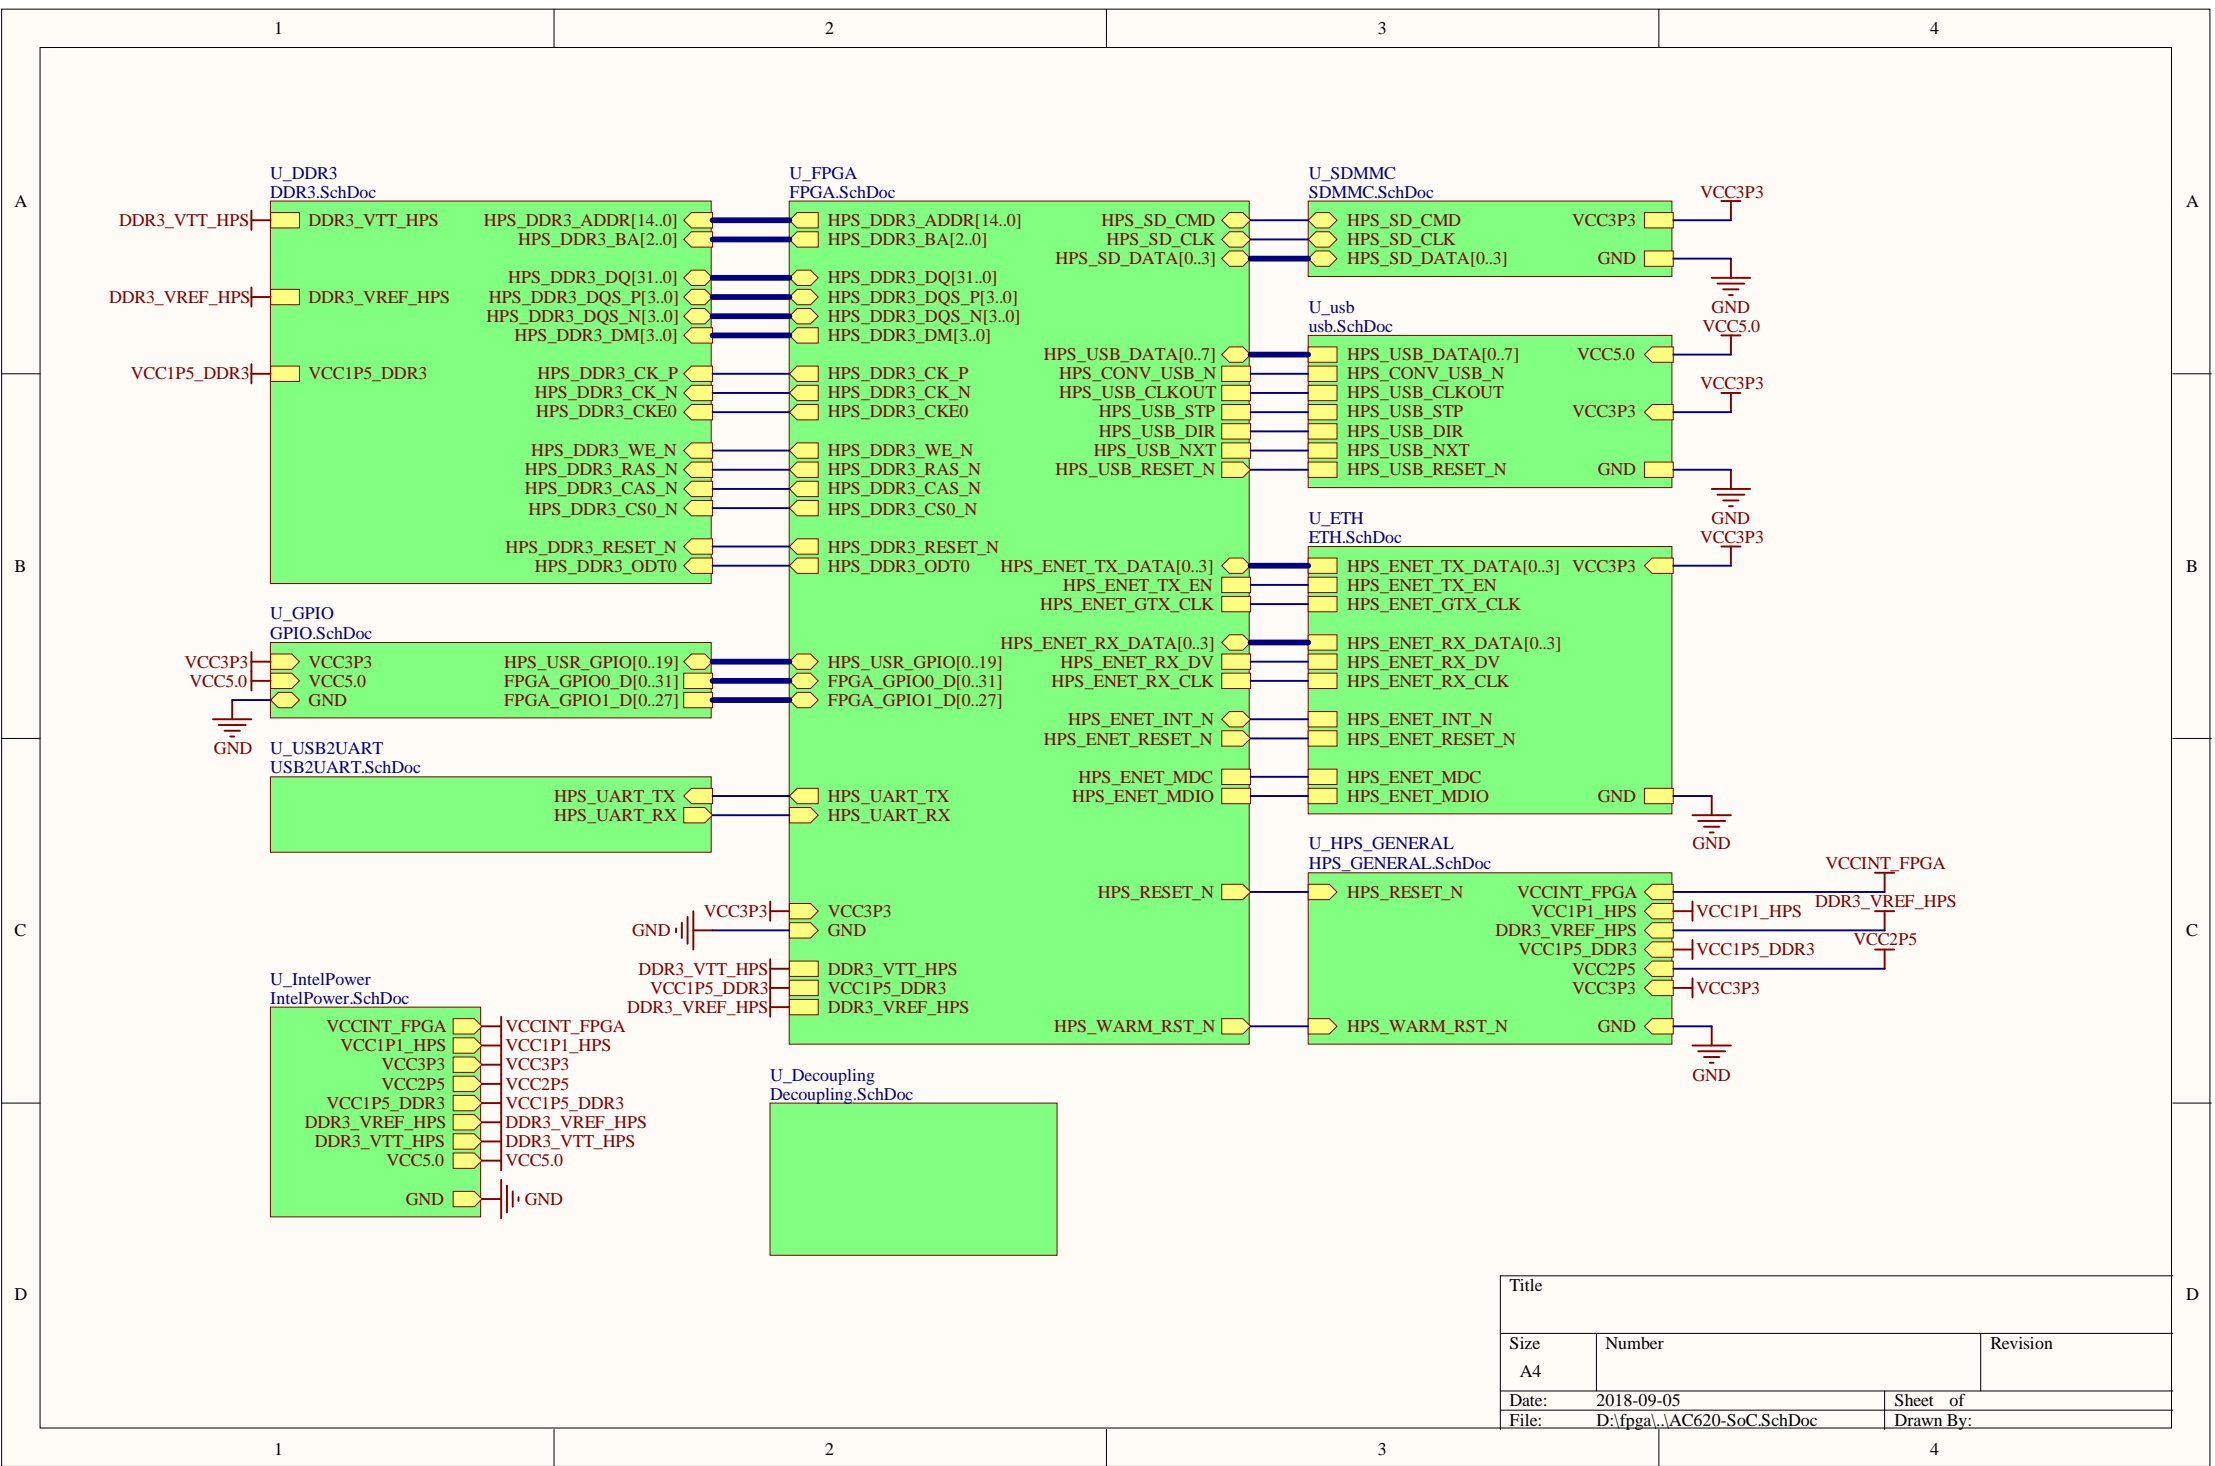 1 2 3 4
A
A
B
B
C
C
D
D
U_DDR3
DDR3.SchDoc
DDR3_VTT_HPS DDR3_VTT_HPS HPS_DDR3_ADDR[14..0]
HPS_DDR3_BA[2..0]
HPS_DDR3_DQ[31..0]
DDR3_VREF_HPS DDR3_VREF_HPS HPS_DDR3_DQS_P[3..0]
HPS_DDR3_DQS_N[3..0]
HPS_DDR3_DM[3..0]
VCC1P5_DDR3 VCC1P5_DDR3 HPS_DDR3_CK_P
HPS_DDR3_CK_N
HPS_DDR3_CKE0
HPS_DDR3_WE_N
HPS_DDR3_RAS_N
HPS_DDR3_CAS_N
HPS_DDR3_CS0_N
HPS_DDR3_RESET_N
HPS_DDR3_ODT0
U_GPIO
GPIO.SchDoc
VCC3P3 VCC3P3 HPS_USR_GPIO[0..19]
VCC5.0 VCC5.0 FPGA_GPIO0_D[0..31]
GND FPGA_GPIO1_D[0..27]
GND
U_USB2UART
USB2UART.SchDoc
HPS_UART_TX
HPS_UART_RX
U_IntelPower
IntelPower.SchDoc
VCCINT_FPGA VCCINT_FPGA
VCC1P1_HPS VCC1P1_HPS
VCC3P3 VCC3P3
VCC2P5 VCC2P5
VCC1P5_DDR3 VCC1P5_DDR3
DDR3_VREF_HPS DDR3_VREF_HPS
DDR3_VTT_HPS DDR3_VTT_HPS
VCC5.0 VCC5.0
GND GND
U_FPGA
FPGA.SchDoc
HPS_DDR3_ADDR[14..0] HPS_SD_CMD
HPS_DDR3_BA[2..0] HPS_SD_CLK
HPS_SD_DATA[0..3]
HPS_DDR3_DQ[31..0]
HPS_DDR3_DQS_P[3..0]
HPS_DDR3_DQS_N[3..0]
HPS_DDR3_DM[3..0]
HPS_USB_DATA[0..7]
HPS_DDR3_CK_P HPS_CONV_USB_N
HPS_DDR3_CK_N HPS_USB_CLKOUT
HPS_DDR3_CKE0 HPS_USB_STP
HPS_USB_DIR
HPS_DDR3_WE_N HPS_USB_NXT
HPS_DDR3_RAS_N HPS_USB_RESET_N
HPS_DDR3_CAS_N
HPS_DDR3_CS0_N
HPS_DDR3_RESET_N
HPS_DDR3_ODT0 HPS_ENET_TX_DATA[0..3]
HPS_ENET_TX_EN
HPS_ENET_GTX_CLK
HPS_ENET_RX_DATA[0..3]
HPS_USR_GPIO[0..19] HPS_ENET_RX_DV
FPGA_GPIO0_D[0..31] HPS_ENET_RX_CLK
FPGA_GPIO1_D[0..27]
HPS_ENET_INT_N
HPS_ENET_RESET_N
HPS_ENET_MDC
HPS_UART_TX HPS_ENET_MDIO
HPS_UART_RX
HPS_RESET_N
VCC3P3 VCC3P3
GND GND
DDR3_VTT_HPS DDR3_VTT_HPS
VCC1P5_DDR3 VCC1P5_DDR3
DDR3_VREF_HPS DDR3_VREF_HPS
HPS_WARM_RST_N
U_Decoupling
Decoupling.SchDoc
U_SDMMC
SDMMC.SchDoc
VCC3P3
HPS_SD_CMD VCC3P3
HPS_SD_CLK
HPS_SD_DATA[0..3] GND
GND
U_usb
usb.SchDoc
VCC5.0
HPS_USB_DATA[0..7] VCC5.0
HPS_CONV_USB_N
VCC3P3
HPS_USB_CLKOUT
HPS_USB_STP VCC3P3
HPS_USB_DIR
HPS_USB_NXT
HPS_USB_RESET_N GND
GND
U_ETH
ETH.SchDoc
VCC3P3
HPS_ENET_TX_DATA[0..3] VCC3P3
HPS_ENET_TX_EN
HPS_ENET_GTX_CLK
HPS_ENET_RX_DATA[0..3]
HPS_ENET_RX_DV
HPS_ENET_RX_CLK
HPS_ENET_INT_N
HPS_ENET_RESET_N
HPS_ENET_MDC
HPS_ENET_MDIO GND
GND
U_HPS_GENERAL
HPS_GENERAL.SchDoc
VCCINT_FPGA
HPS_RESET_N VCCINT_FPGA
VCC1P1_HPS VCC1P1_HPS
DDR3_VREF_HPS
DDR3_VREF_HPS
VCC1P5_DDR3 VCC1P5_DDR3
VCC2P5
VCC2P5
VCC3P3 VCC3P3
HPS_WARM_RST_N GND
GND
Title
Size Number Revision
A4
Date: 2018-09-05 Sheet of
File: D:\fpga\..\AC620-SoC.SchDoc Drawn By:
1 2 3 4